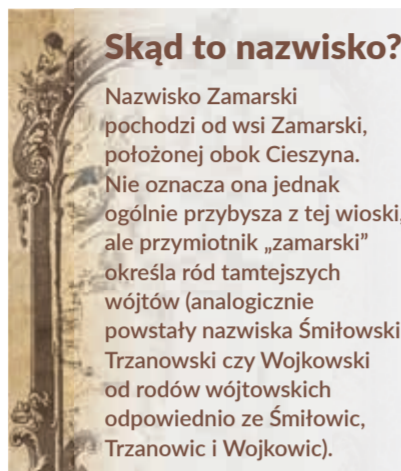 Skąd to nazwisko?
Nazwisko Zamarski
pochodzi od wsi Zamarski,
położonej obok Cieszyna.
Nie oznacza ona jednak
ogólnie przybysza z tej wioski,
ale przymiotnik „zamarski”
określa ród tamtejszych
wójtów (analogicznie
powstały nazwiska Śmiłowski
Trzanowski czy Wojkowski
od rodów wójtowskich
odpowiednio ze Śmiłowic,
Trzanowic i Wojkowic).